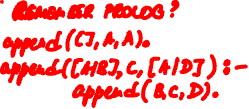 • REMEMBER PROLOG?
append([], A, A).
append([A|B], C, [A|D]) :-
append(B, C, D).